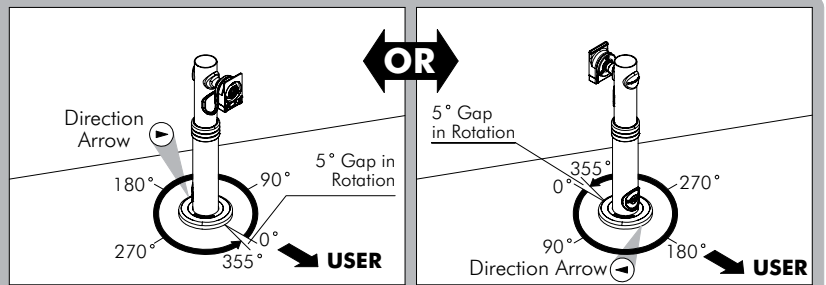 OR
Direction
Arrow
5° Gap in
Rotation
180°
90°
270°
0°
355°
USER
5° Gap
in Rotation
355°
0°
270°
90°
180°
Direction Arrow
USER